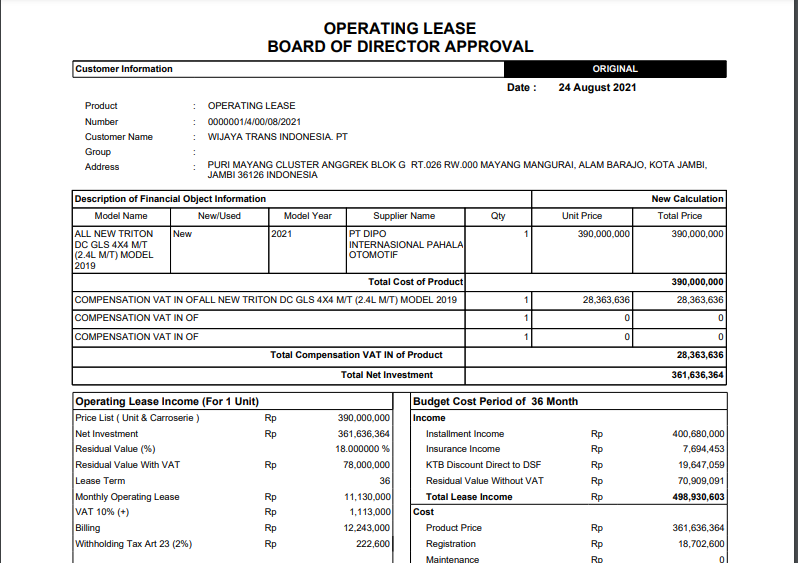 OPERATING LEASE
BOARD OF DIRECTOR APPROVAL
Customer Information ORIGINAL
Date : 24 August 2021
Product : OPERATING LEASE
Number : 0000001/4/00/08/2021
Customer Name : WIJAYA TRANS INDONESIA. PT
Group :
Address : PURI MAYANG CLUSTER ANGGREK BLOK G RT.026 RW.000 MAYANG MANGURAI, ALAM BARAJO, KOTA JAMBI,
JAMBI 36126 INDONESIA
Description of Financial Object Information New Calculation
Model Name New/Used Model Year Supplier Name Qty Unit Price Total Price
ALL NEW TRITON New 2021 PT DIPO 1 390,000,000 390,000,000
DC GLS 4X4 M/T INTERNASIONAL PAHALA
(2.4L M/T) MODEL OTOMOTIF
2019
Total Cost of Product 390,000,000
COMPENSATION VAT IN OFALL NEW TRITON DC GLS 4X4 M/T (2.4L M/T) MODEL 2019 1 28,363,636 28,363,636
COMPENSATION VAT IN OF 1 0 0
COMPENSATION VAT IN OF 1 0 0
Total Compensation VAT IN of Product 28,363,636
Total Net Investment 361,636,364
Operating Lease Income (For 1 Unit)
Price List ( Unit & Carroserie ) Rp 390,000,000
Net Investment Rp 361,636,364
Residual Value (%) 18.000000 %
Residual Value With VAT Rp 78,000,000
Lease Term 36
Monthly Operating Lease Rp 11,130,000
VAT 10% (+) Rp 1,113,000
Billing Rp 12,243,000
Withholding Tax Art 23 (2%) Rp 222,600
Budget Cost Period of 36 Month
Income
Installment Income Rp 400,680,000
Insurance Income Rp 7,694,453
KTB Discount Direct to DSF Rp 19,647,059
Residual Value Without VAT Rp 70,909,091
Total Lease Income Rp 498,930,603
Cost
Product Price Rp 361,636,364
Registration Rp 18,702,600
Maintenance Rp 0